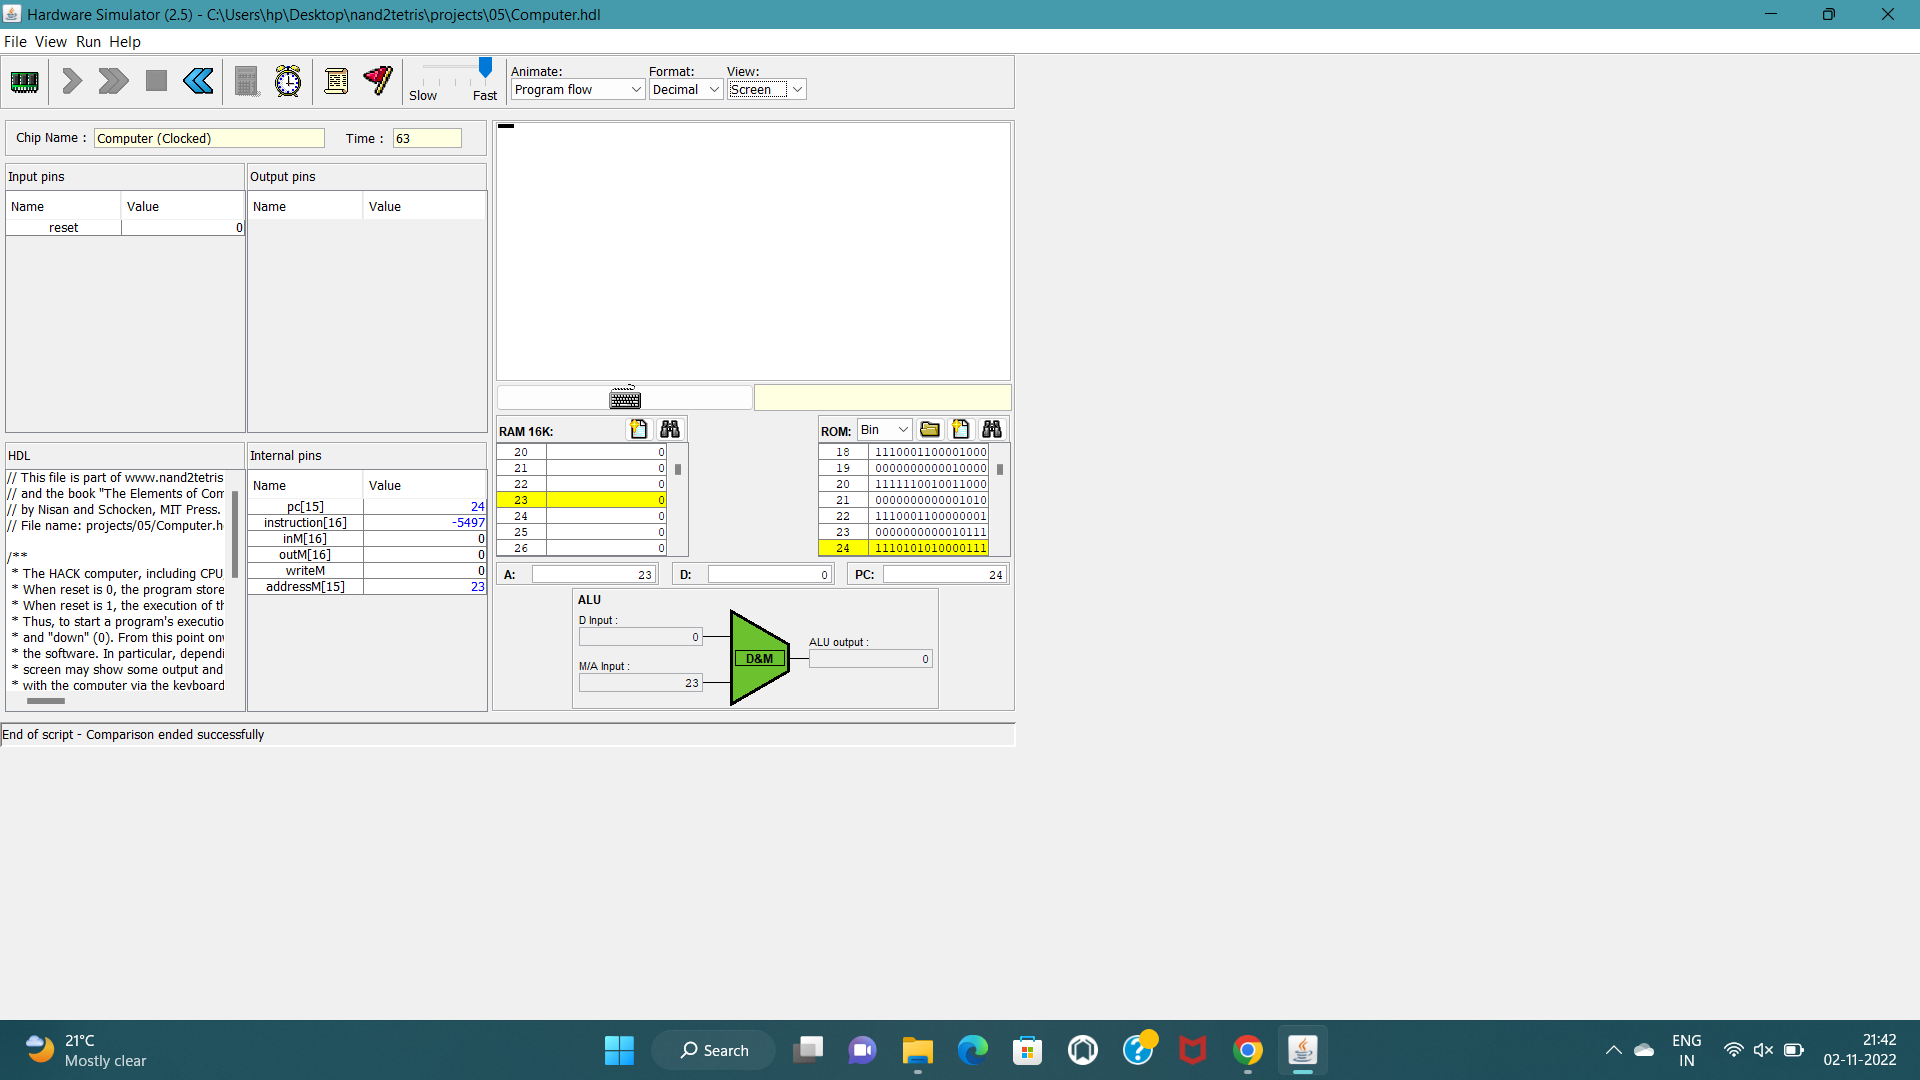 Hardware Simulator (2.5) - C:\Users\hp\Desktop\nand2tetris\projects\05\Computer.hdl
File View Run Help
Slow Fast
Animate: Format: View:
Program flow Decimal Screen
Chip Name : Computer (Clocked) Time : 63
Input pins
Name Value
reset 0
Output pins
Name Value
HDL
// This file is part of www.nand2tetris
// and the book "The Elements of Com
// by Nisan and Schocken, MIT Press.
// File name: projects/05/Computer.h
/**
* The HACK computer, including CPU
* When reset is 0, the program store
* When reset is 1, the execution of th
* Thus, to start a program's executio
* and "down" (0). From this point on
* the software. In particular, dependi
* screen may show some output and
* with the computer via the keyboard
Internal pins
Name Value
pc[15] 24
instruction[16] -5497
inM[16] 0
outM[16] 0
writeM 0
addressM[15] 23
RAM 16K:
20 0
21 0
22 0
23 0
24 0
25 0
26 0
ROM: Bin
18 1110001100001000
19 0000000000010000
20 1111110010011000
21 0000000000001010
22 1110001100000001
23 0000000000010111
24 1110101010000111
A: 23 D: 0 PC: 24
ALU
D Input :
0
M/A Input :
23
D&M
ALU output :
0
End of script - Comparison ended successfully
21°C
Mostly clear
Search
ENG
IN
21:42
02-11-2022